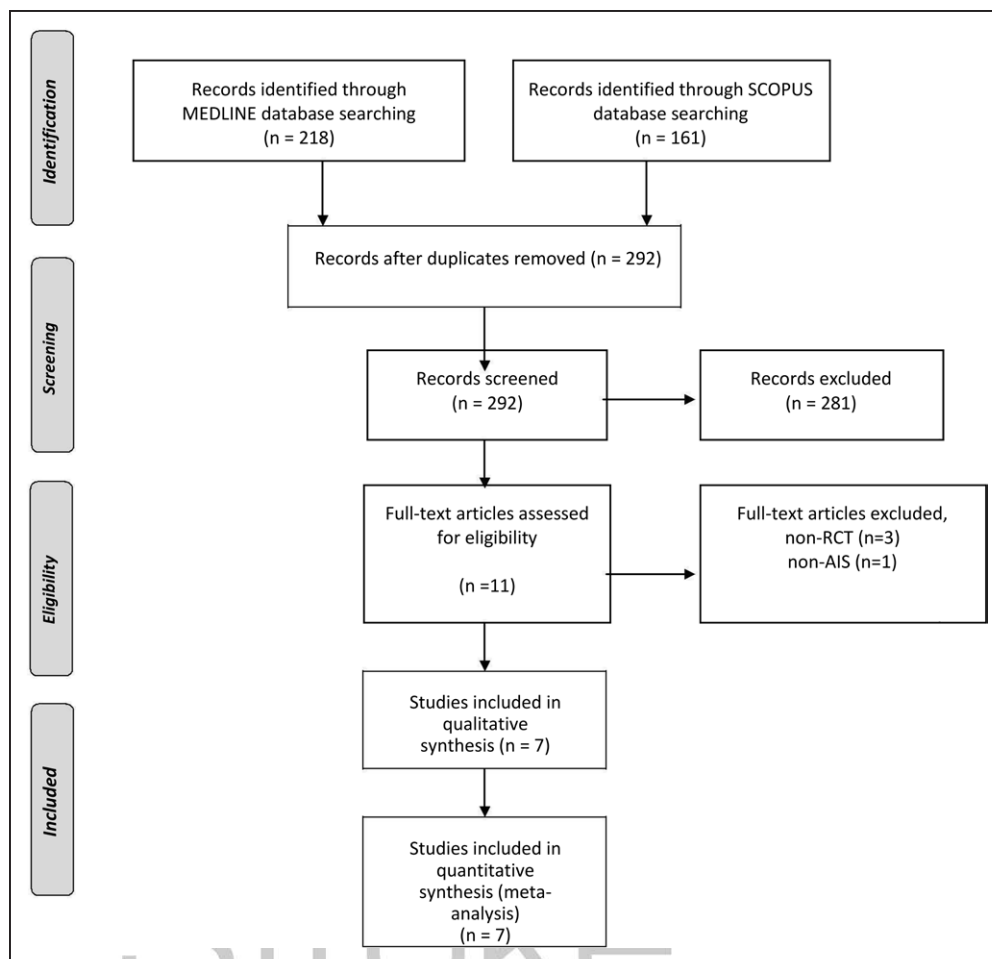 Identification
Records identified through
MEDLINE database searching
(n = 218)
Records identified through SCOPUS
database searching
(n = 161)
Records after duplicates removed (n = 292)
Screening
Records screened
(n = 292)
Records excluded
(n = 281)
Eligibility
Full-text articles assessed
for eligibility
(n =11)
Full-text articles excluded,
non-RCT (n=3)
non-AIS (n=1)
Studies included in
qualitative
synthesis (n = 7)
Included
Studies included in
quantitative
synthesis (meta-
analysis)
(n = 7)